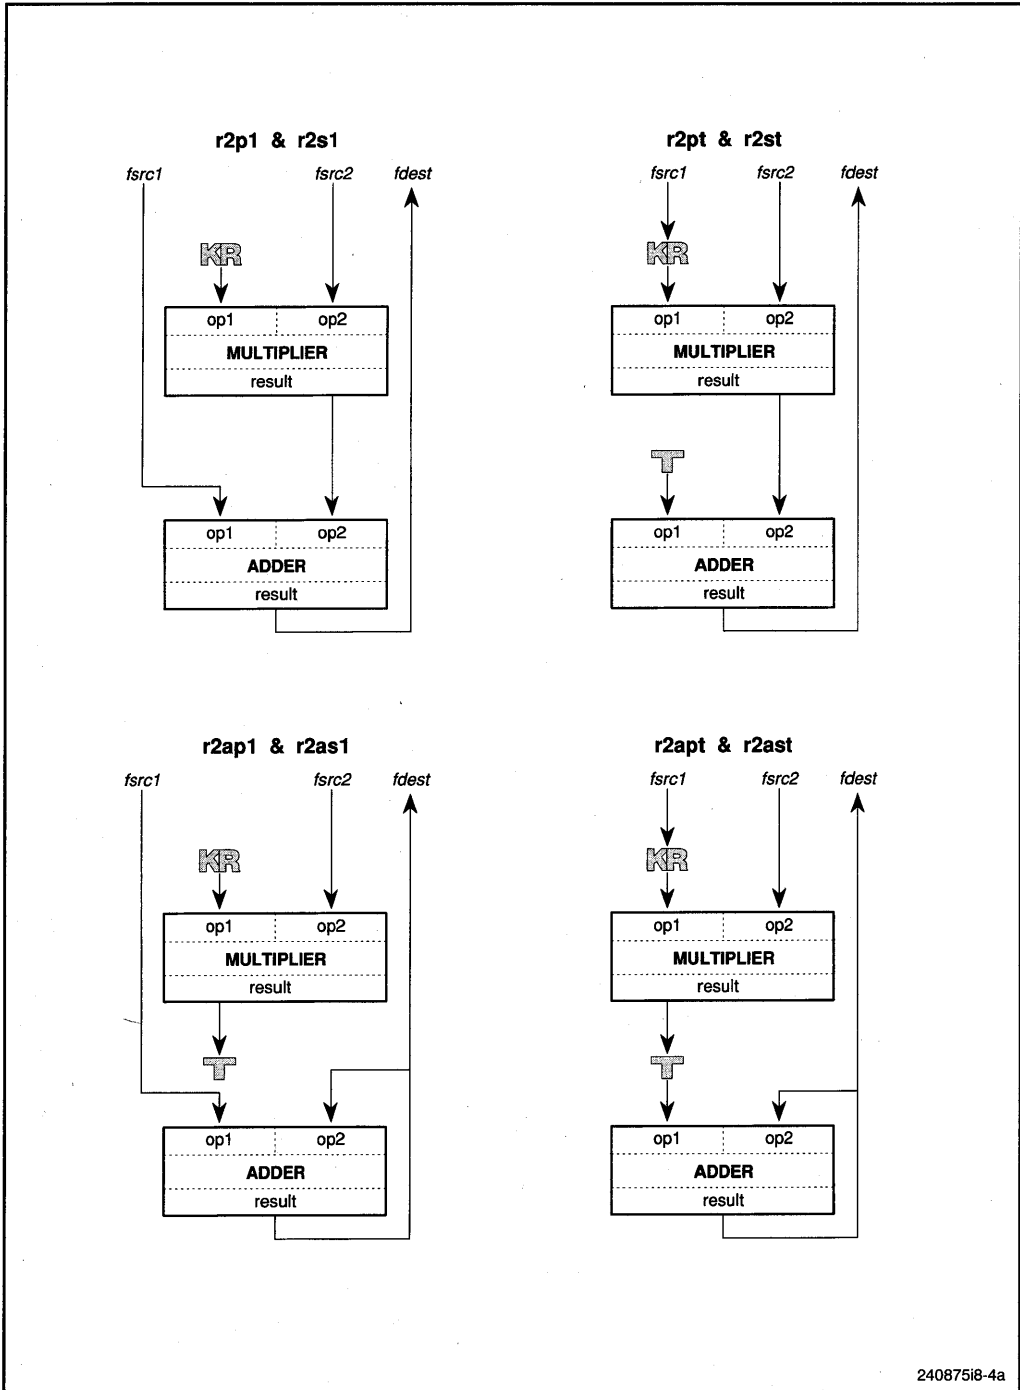 r2p1 & r2s1
fsrc1 fsrc2 fdest
KR
op1 op2
MULTIPLIER
result
op1 op2
ADDER
result
r2pt & r2st
fsrc1 fsrc2 fdest
KR
op1 op2
MULTIPLIER
result
T
op1 op2
ADDER
result
r2ap1 & r2as1
fsrc1 fsrc2 fdest
KR
op1 op2
MULTIPLIER
result
T
op1 op2
ADDER
result
r2apt & r2ast
fsrc1 fsrc2 fdest
KR
op1 op2
MULTIPLIER
result
T
op1 op2
ADDER
result
240875i8-4a